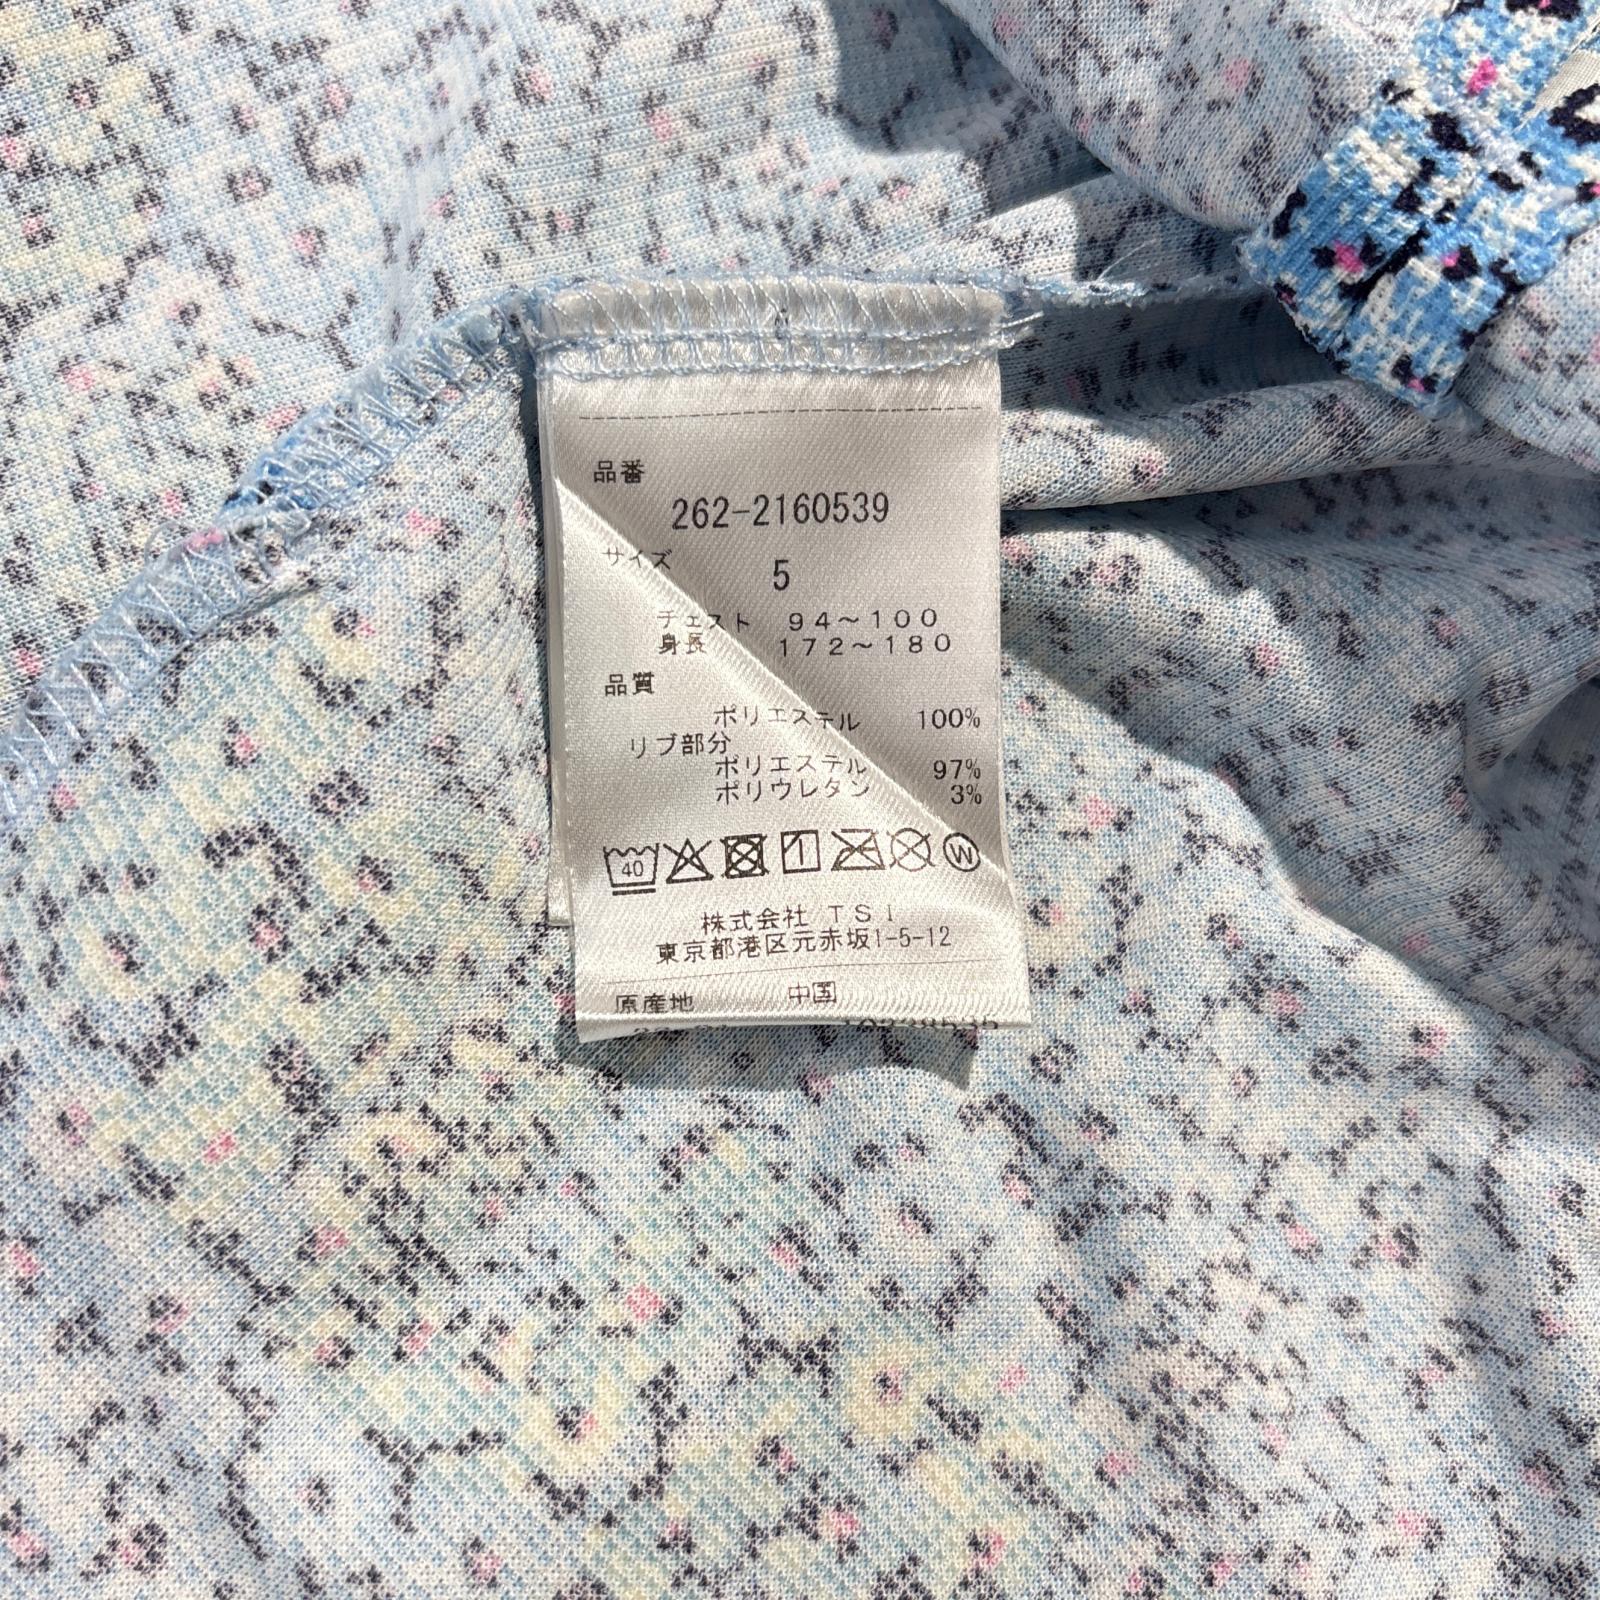 品番
262-2160539
サイズ
5
チェスト 94～100
身長 172～180
品質
ポリエステル 100%
リブ部分
ポリエステル 97%
ポリウレタン 3%
40
W
株式会社 TSI
東京都港区元赤坂1-5-12
原産地 中国